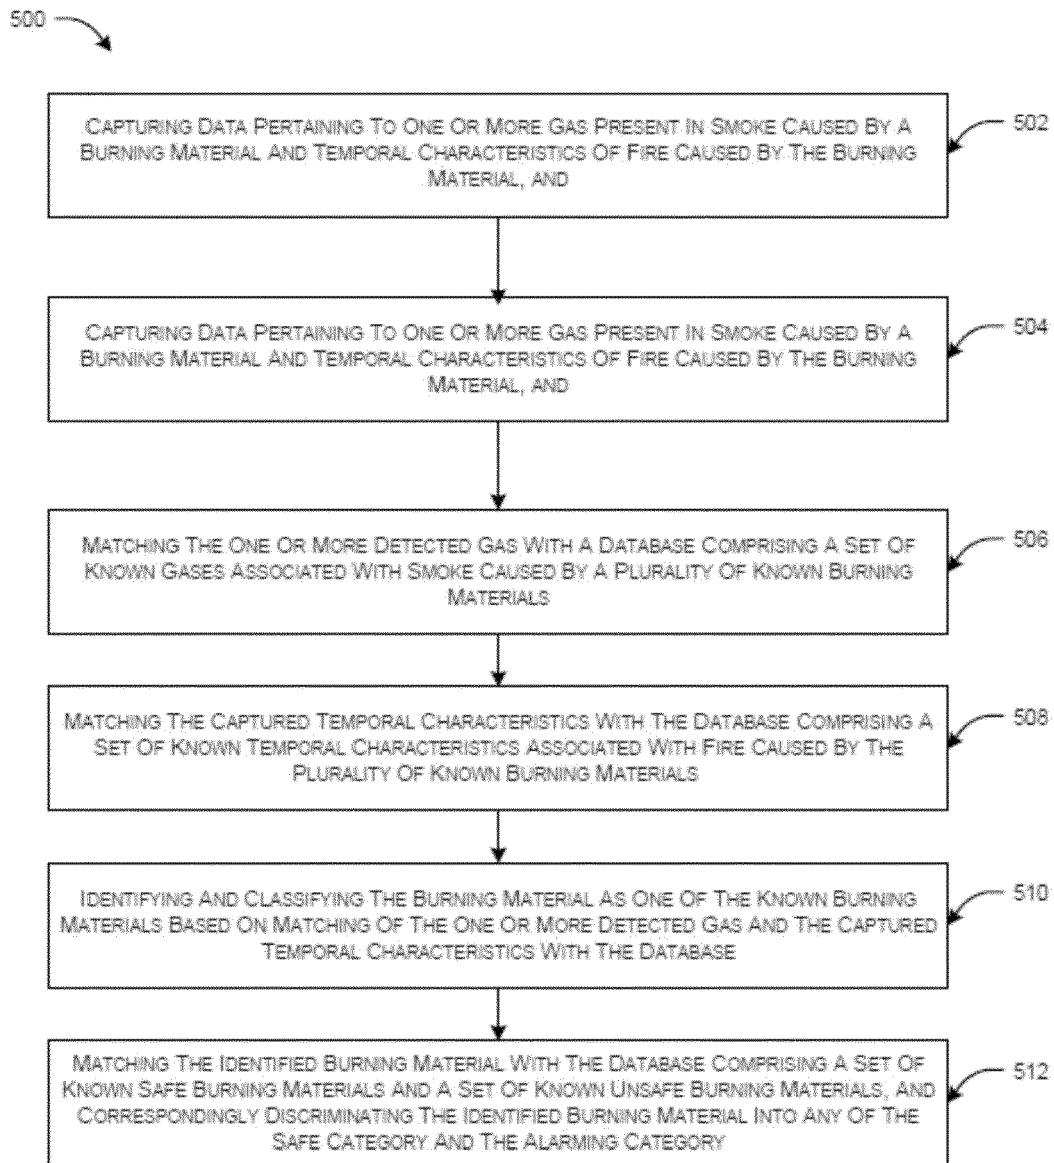 500
CAPTURING DATA PERTAINING TO ONE OR MORE GAS PRESENT IN SMOKE CAUSED BY A
BURNING MATERIAL AND TEMPORAL CHARACTERISTICS OF FIRE CAUSED BY THE BURNING
MATERIAL, AND
502
CAPTURING DATA PERTAINING TO ONE OR MORE GAS PRESENT IN SMOKE CAUSED BY A
BURNING MATERIAL AND TEMPORAL CHARACTERISTICS OF FIRE CAUSED BY THE BURNING
MATERIAL, AND
504
MATCHING THE ONE OR MORE DETECTED GAS WITH A DATABASE COMPRISING A SET OF
KNOWN GASES ASSOCIATED WITH SMOKE CAUSED BY A PLURALITY OF KNOWN BURNING
MATERIALS
506
MATCHING THE CAPTURED TEMPORAL CHARACTERISTICS WITH THE DATABASE COMPRISING A
SET OF KNOWN TEMPORAL CHARACTERISTICS ASSOCIATED WITH FIRE CAUSED BY THE
PLURALITY OF KNOWN BURNING MATERIALS
508
IDENTIFYING AND CLASSIFYING THE BURNING MATERIAL AS ONE OF THE KNOWN BURNING
MATERIALS BASED ON MATCHING OF THE ONE OR MORE DETECTED GAS AND THE CAPTURED
TEMPORAL CHARACTERISTICS WITH THE DATABASE
510
MATCHING THE IDENTIFIED BURNING MATERIAL WITH THE DATABASE COMPRISING A SET OF
KNOWN SAFE BURNING MATERIALS AND A SET OF KNOWN UNSAFE BURNING MATERIALS, AND
CORRESPONDINGLY DISCRIMINATING THE IDENTIFIED BURNING MATERIAL INTO ANY OF THE
SAFE CATEGORY AND THE ALARMING CATEGORY
512